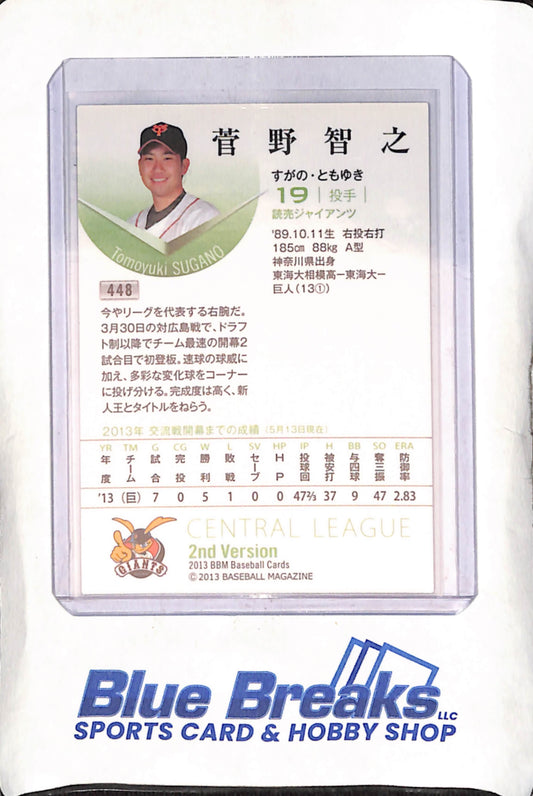 菅野智之
すがの・ともゆき
19 | 投手 |
読売ジャイアンツ
Tomoyuki SUGANO
'89.10.11生 右投右打
185㎝ 88㎏ A型
神奈川県出身
東海大相模高ー東海大ー
巨人(13①)
448
今やリーグを代表する右腕だ。
3月30日の対広島戦で、ドラフ
ト制以降でチーム最速の開幕2
試合目で初登板。速球の球威に
加え、多彩な変化球をコーナー
に投げ分ける。完成度は高く、新
人王とタイトルをねらう。
2013年 交流戦開幕までの成績 (5月13日現在)
YR TM G CG W L SV HP IP H BB SO ERA
年度 チーム 試合 完投 勝利 敗戦 セーブ HP 投球回 被安打 与四球 奪三振 防御率
'13 (巨) 7 0 5 1 0 0 47⅔ 37 9 47 2.83
CENTRAL LEAGUE
2nd Version
2013 BBM Baseball Cards
©2013 BASEBALL MAGAZINE
GIANTS
Blue Breaks LLC
SPORTS CARD & HOBBY SHOP